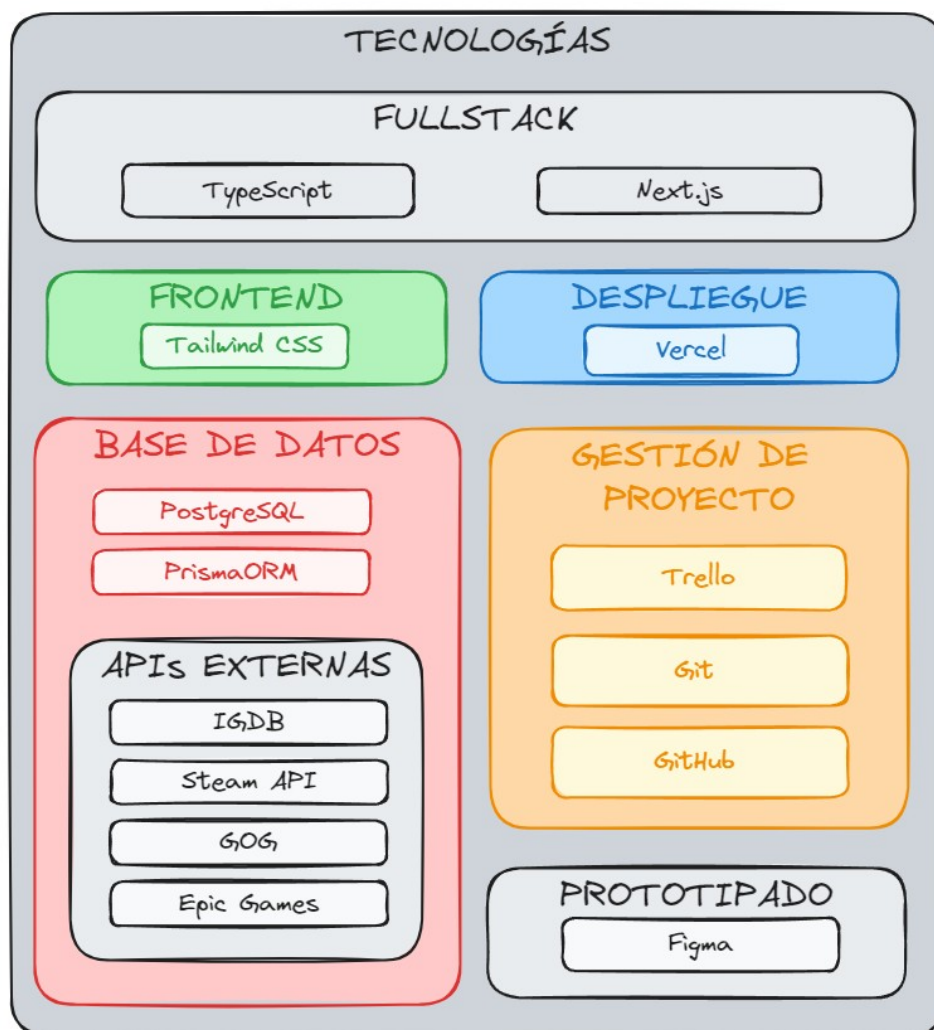 TECNOLOGÍAS
FULLSTACK
TypeScript
Next.js
FRONTEND
Tailwind CSS
DESPLIEGUE
Vercel
BASE DE DATOS
PostgreSQL
PrismaORM
APIs EXTERNAS
IGDB
Steam API
GOG
Epic Games
GESTIÓN DE
PROYECTO
Trello
Git
GitHub
PROTOTIPADO
Figma